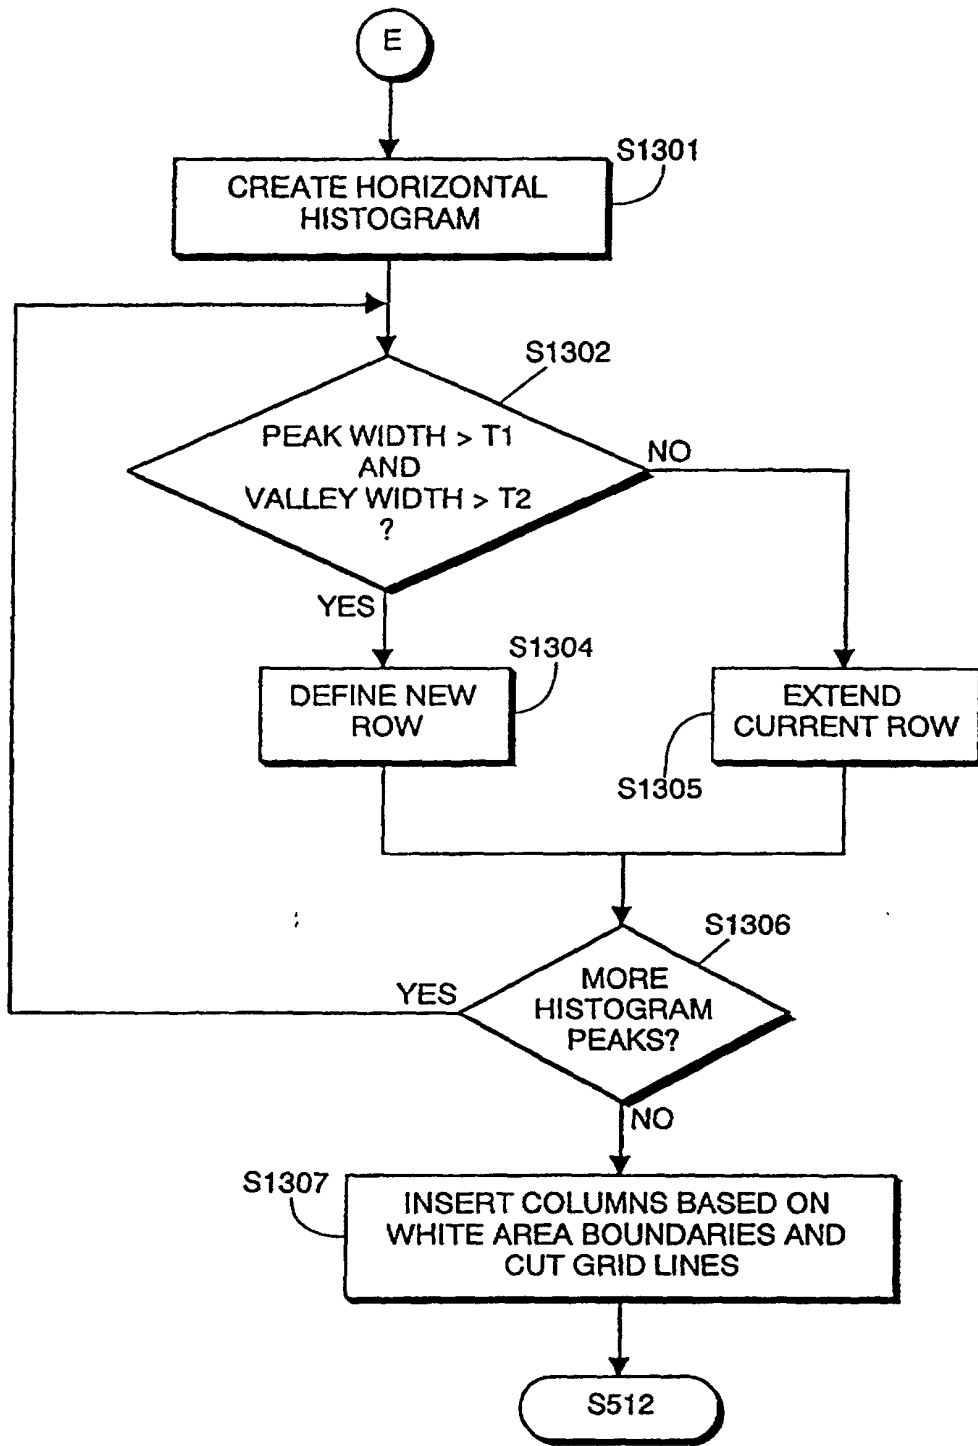 E
S1301
CREATE HORIZONTAL
HISTOGRAM
S1302
PEAK WIDTH > T1
AND
VALLEY WIDTH > T2
?
NO
YES
S1304
DEFINE NEW
ROW
EXTEND
CURRENT ROW
S1305
S1306
MORE
HISTOGRAM
PEAKS?
YES
NO
S1307
INSERT COLUMNS BASED ON
WHITE AREA BOUNDARIES AND
CUT GRID LINES
S512